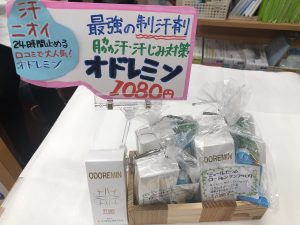 汗
ニオイ
24時間止める
口コミで大人気!
オドレミン
最強の制汗剤
脇汗・汗じみ対策
オドレミン
1080円
ODOREMIN
ODOREMIN